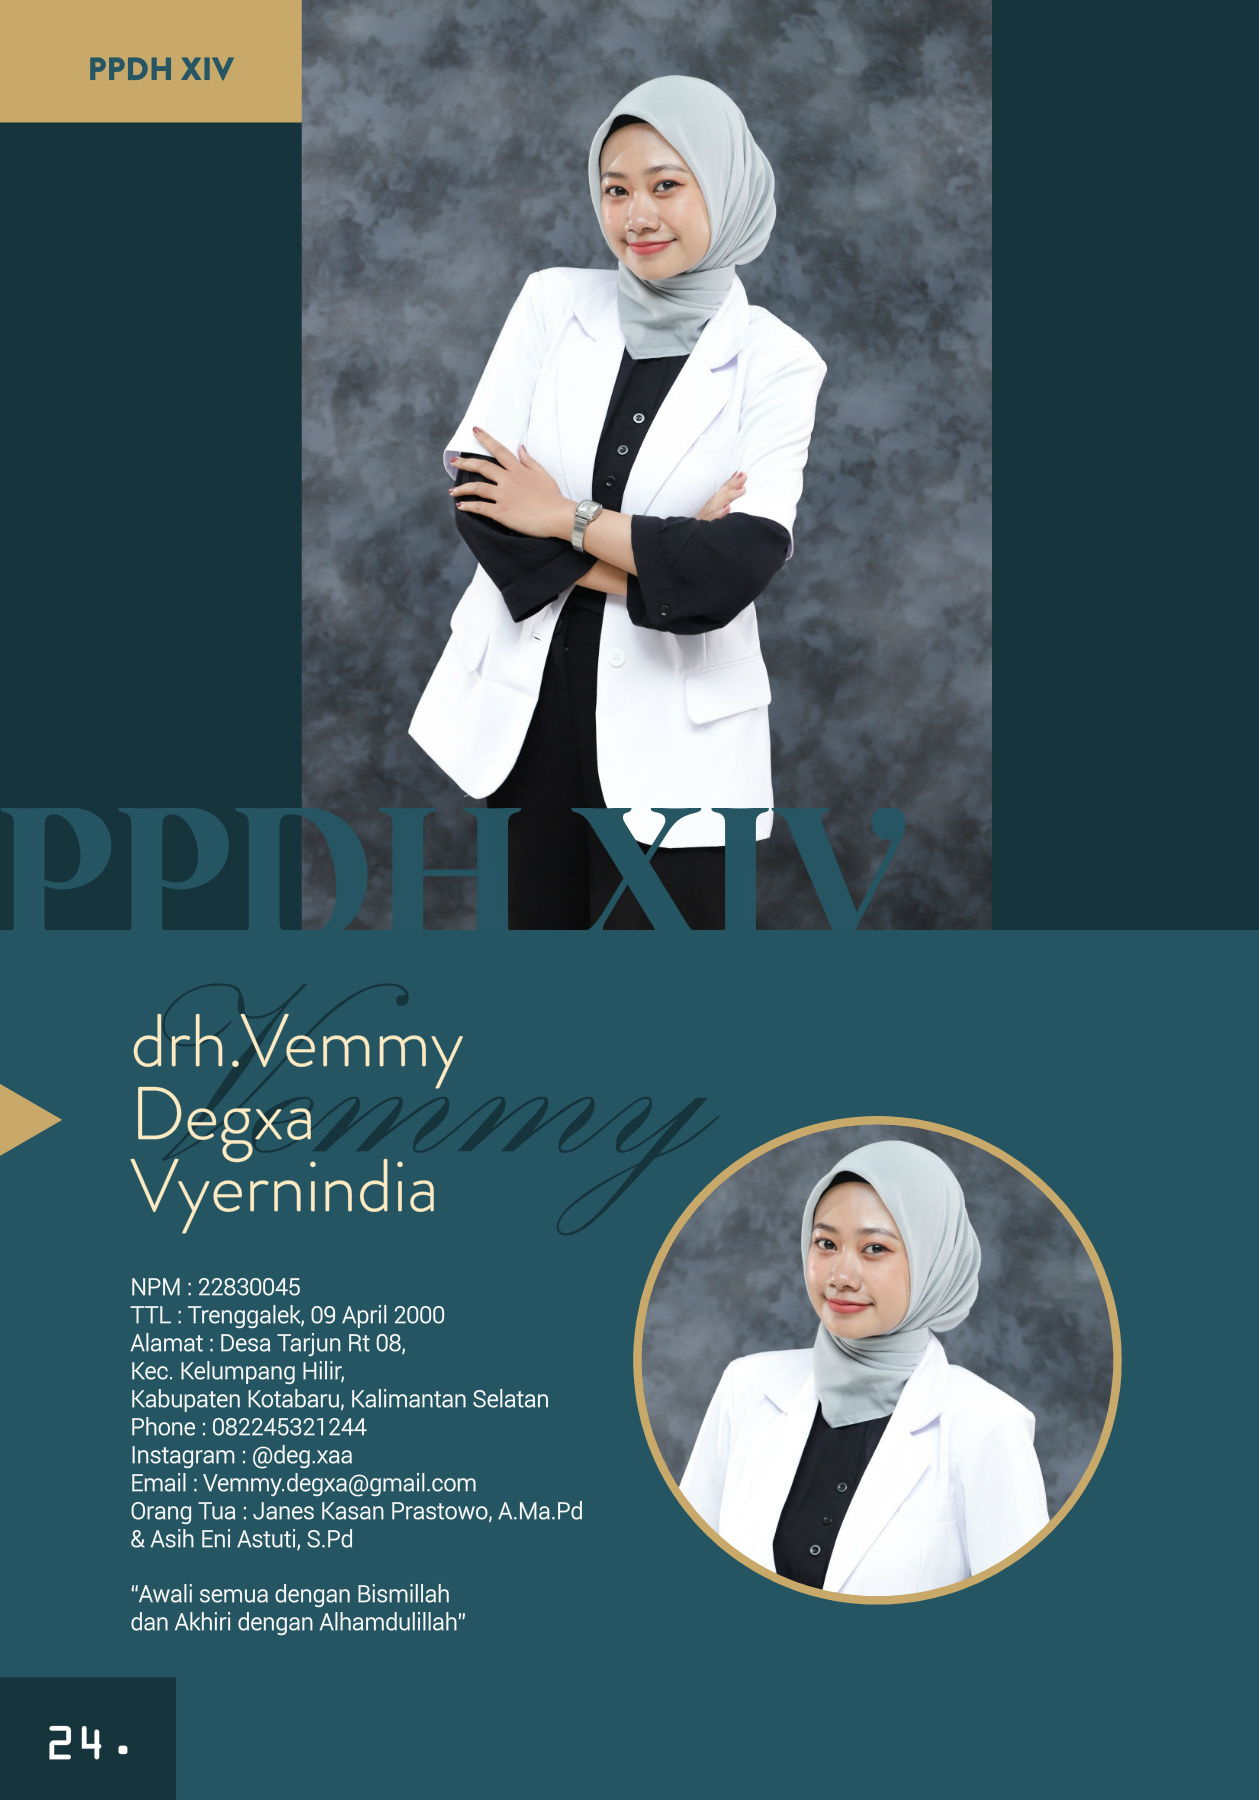 PPDH XIV
PPDH XIV
Vemmy
drh.Vemmy
Degxa
Vyernindia
NPM : 22830045
TTL : Trenggalek, 09 April 2000
Alamat : Desa Tarjun Rt 08,
Kec. Kelumpang Hilir,
Kabupaten Kotabaru, Kalimantan Selatan
Phone : 082245321244
Instagram : @deg.xaa
Email : Vemmy.degxa@gmail.com
Orang Tua : Janes Kasan Prastowo, A.Ma.Pd
& Asih Eni Astuti, S.Pd
“Awali semua dengan Bismillah
dan Akhiri dengan Alhamdulillah”
24.